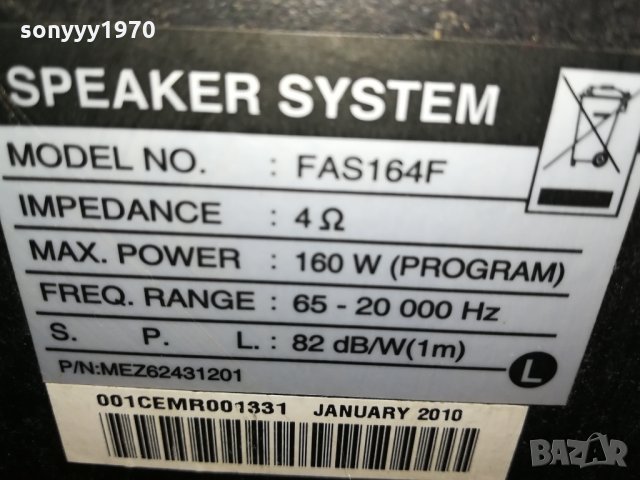 sonyyy1970
SPEAKER SYSTEM
MODEL NO. : FAS164F
IMPEDANCE : 4Ω
MAX. POWER : 160 W (PROGRAM)
FREQ. RANGE : 65 - 20 000 Hz
S. P. L. : 82 dB/W(1m)
P/N:MEZ62431201
L
001CEMR001331 JANUARY 2010
BAZAR